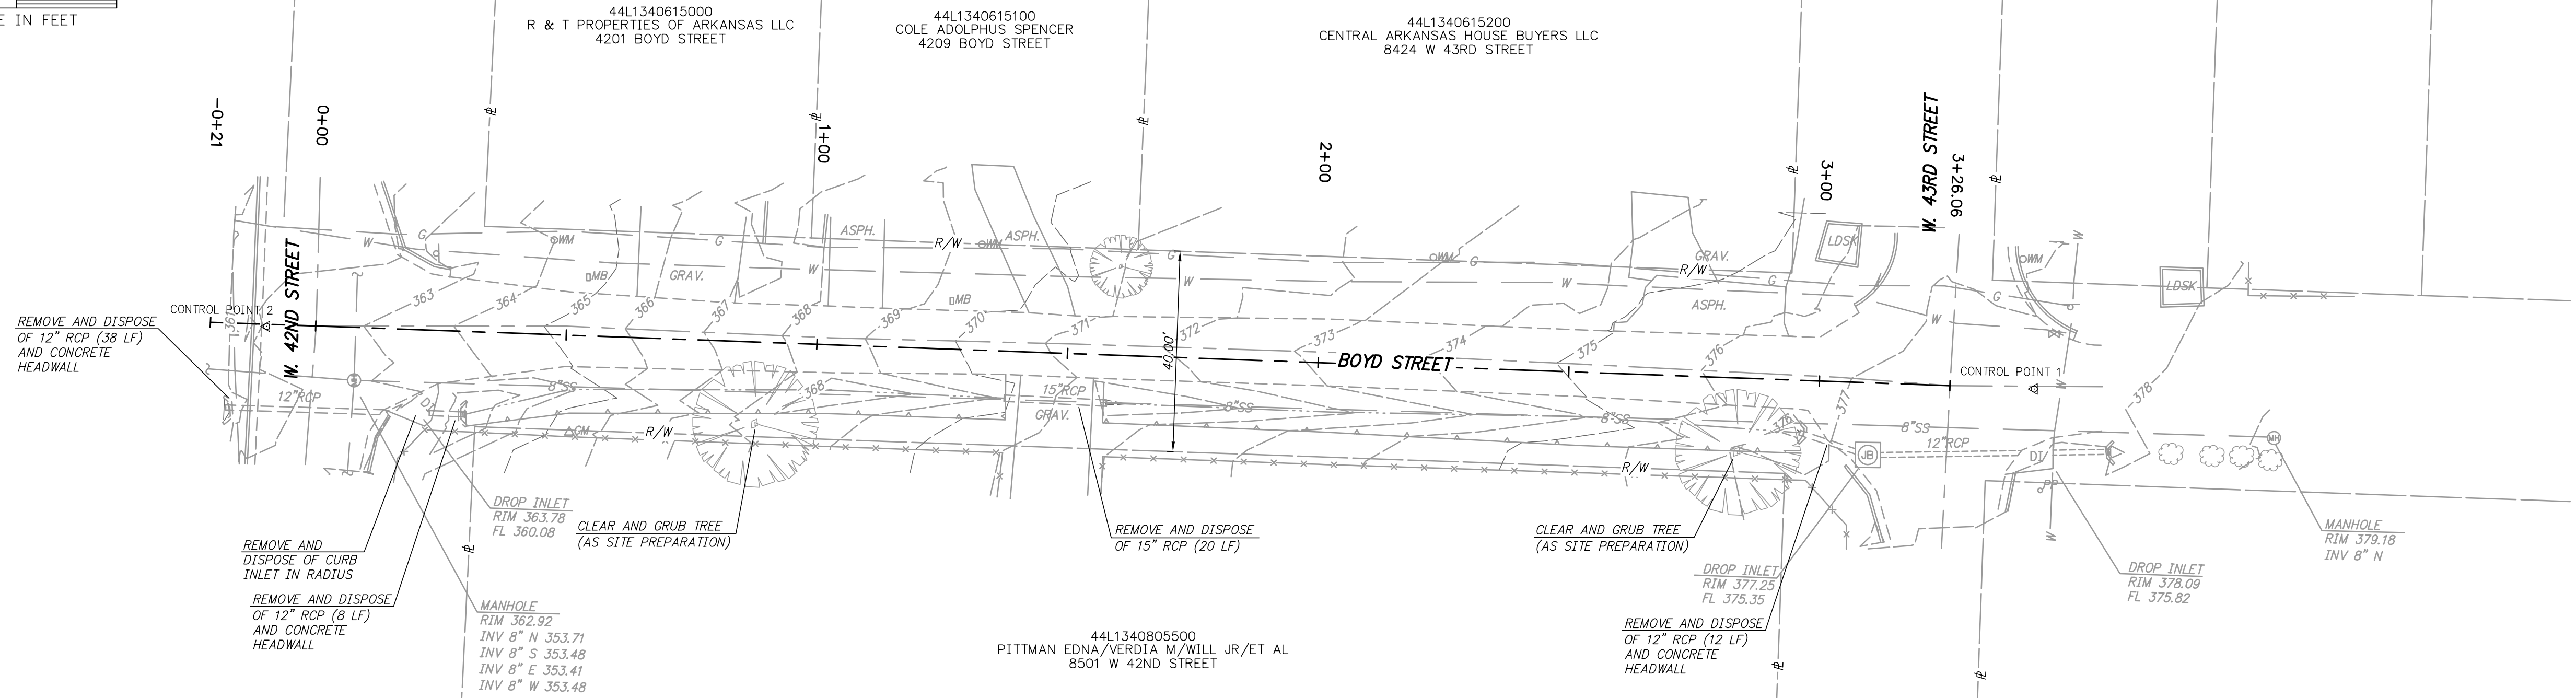 E IN FEET
44L1340615000
R & T PROPERTIES OF ARKANSAS LLC
4201 BOYD STREET
44L1340615100
COLE ADOLPHUS SPENCER
4209 BOYD STREET
44L1340615200
CENTRAL ARKANSAS HOUSE BUYERS LLC
8424 W 43RD STREET
-0+21
0+00
1+00
2+00
3+00
3+26.06
W. 42ND STREET
W. 43RD STREET
BOYD STREET
CONTROL POINT 2
CONTROL POINT 1
G
W
WM
G
MB
GRAV.
W
ASPH.
R/W
WM
ASPH.
MB
G
W
WM
G
W
GRAV.
R/W
ASPH.
G
LDSK
W
G
WM
LDSK
363
364
365
366
367
368
369
370
371
372
373
374
375
376
377
378
368
376
40.00'
8"SS
12"RCP
DI
GM
R/W
15"RCP
GRAV.
8"SS
8"SS
R/W
JB
8"SS
12"RCP
DI
PP
MH
REMOVE AND DISPOSE
OF 12" RCP (38 LF)
AND CONCRETE
HEADWALL
REMOVE AND
DISPOSE OF CURB
INLET IN RADIUS
REMOVE AND DISPOSE
OF 12" RCP (8 LF)
AND CONCRETE
HEADWALL
DROP INLET
RIM 363.78
FL 360.08
MANHOLE
RIM 362.92
INV 8" N 353.71
INV 8" S 353.48
INV 8" E 353.41
INV 8" W 353.48
CLEAR AND GRUB TREE
(AS SITE PREPARATION)
REMOVE AND DISPOSE
OF 15" RCP (20 LF)
44L1340805500
PITTMAN EDNA/VERDIA M/WILL JR/ET AL
8501 W 42ND STREET
CLEAR AND GRUB TREE
(AS SITE PREPARATION)
DROP INLET
RIM 377.25
FL 375.35
REMOVE AND DISPOSE
OF 12" RCP (12 LF)
AND CONCRETE
HEADWALL
DROP INLET
RIM 378.09
FL 375.82
MANHOLE
RIM 379.18
INV 8" N